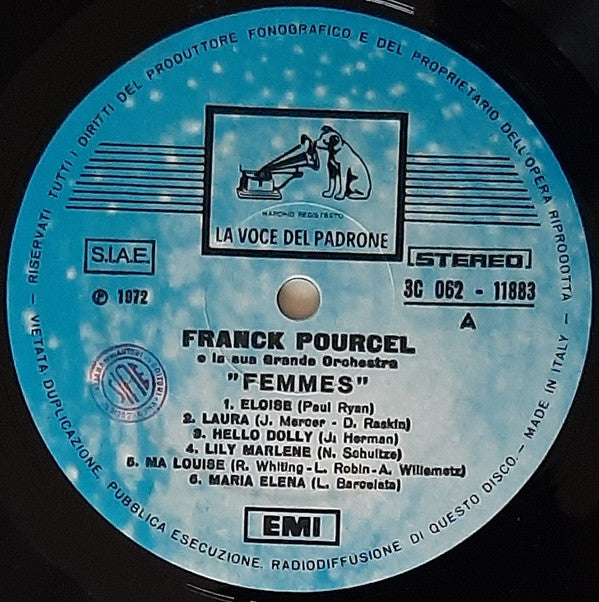 RISERVATI TUTTI I DIRITTI DEL PRODUTTORE FONOGRAFICO E DEL PROPRIETARIO DELL'OPERA RIPRODOTTA
MARCHIO REGISTRATO
LA VOCE DEL PADRONE
S.I.A.E.
STEREO
℗ 1972
3C 062 - 11883
A
FRANCK POURCEL
e la sua Grande Orchestra
"FEMMES"
1. ELOISE (Paul Ryan)
2. LAURA (J. Mercer - D. Raskin)
3. HELLO DOLLY (J. Herman)
4. LILY MARLENE (N. Schultze)
5. MA LOUISE (R. Whiting - L. Robin - A. Willemetz)
6. MARIA ELENA (L. Barcelata)
EMI
SIAE
— VIETATA DUPLICAZIONE, PUBBLICA ESECUZIONE, RADIODIFFUSIONE DI QUESTO DISCO. — MADE IN ITALY —